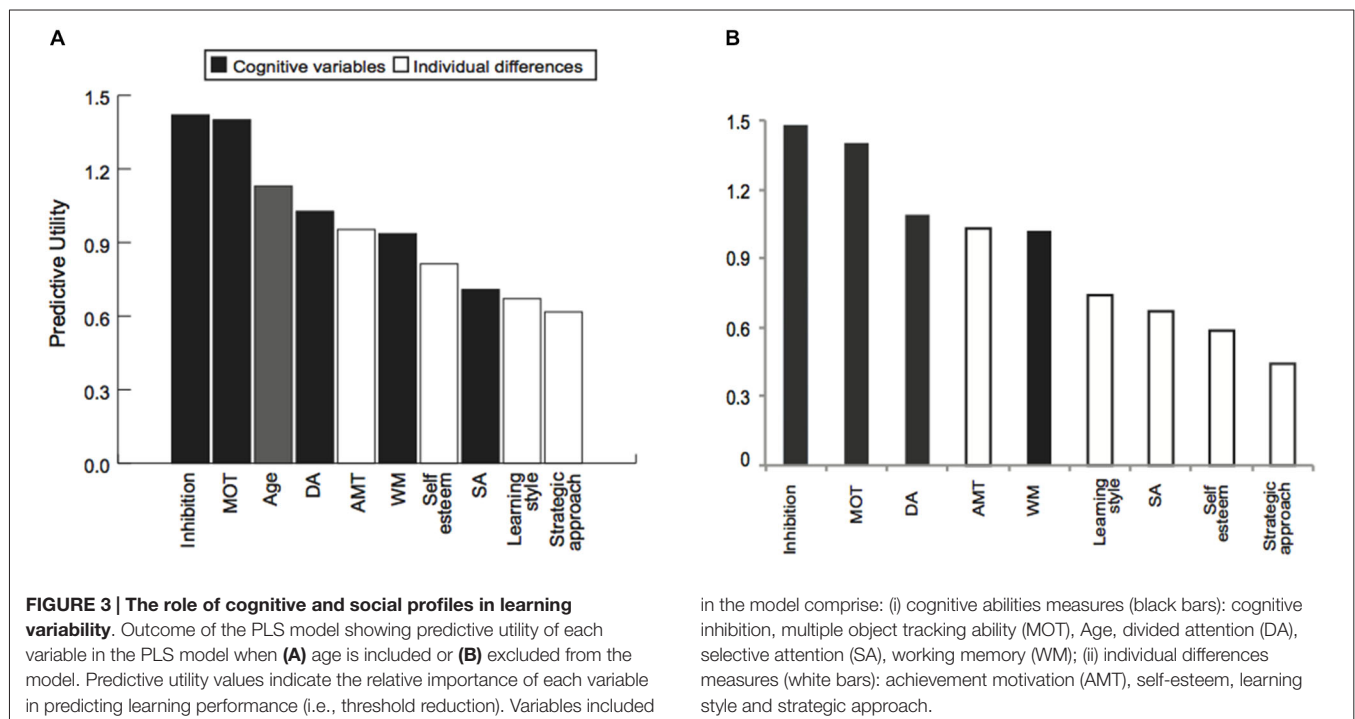 A
Cognitive variables Individual differences
Predictive Utility
1.5
1.2
0.9
0.6
0.3
0.0
Inhibition
MOT
Age
DA
AMT
WM
Self
esteem
SA
Learning
style
Strategic
approach
B
1.5
1.2
0.9
0.6
0.3
0
Inhibition
MOT
DA
AMT
WM
Learning
style
SA
Self
esteem
Strategic
approach
FIGURE 3 | The role of cognitive and social profiles in learning
variability. Outcome of the PLS model showing predictive utility of each
variable in the PLS model when (A) age is included or (B) excluded from the
model. Predictive utility values indicate the relative importance of each variable
in predicting learning performance (i.e., threshold reduction). Variables included
in the model comprise: (i) cognitive abilities measures (black bars): cognitive
inhibition, multiple object tracking ability (MOT), Age, divided attention (DA),
selective attention (SA), working memory (WM); (ii) individual differences
measures (white bars): achievement motivation (AMT), self-esteem, learning
style and strategic approach.